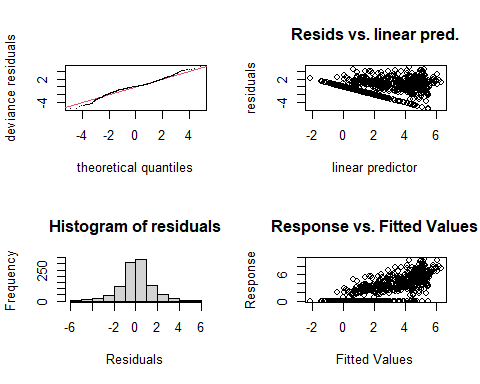 deviance residuals
-4 2
-4 -2 0 2 4
theoretical quantiles
Resids vs. linear pred.
residuals
-4 2
-2 0 2 4 6
linear predictor
Histogram of residuals
Frequency
0 250
-6 -2 0 2 4 6
Residuals
Response vs. Fitted Values
Response
0 6
-2 0 2 4 6
Fitted Values